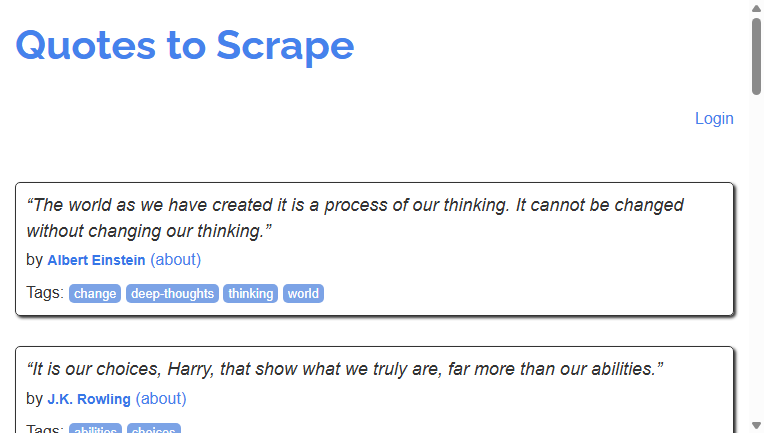 Quotes to Scrape
Login
“The world as we have created it is a process of our thinking. It cannot be changed
without changing our thinking.”
by Albert Einstein (about)
Tags: change deep-thoughts thinking world
“It is our choices, Harry, that show what we truly are, far more than our abilities.”
by J.K. Rowling (about)
Tags: abilities choices